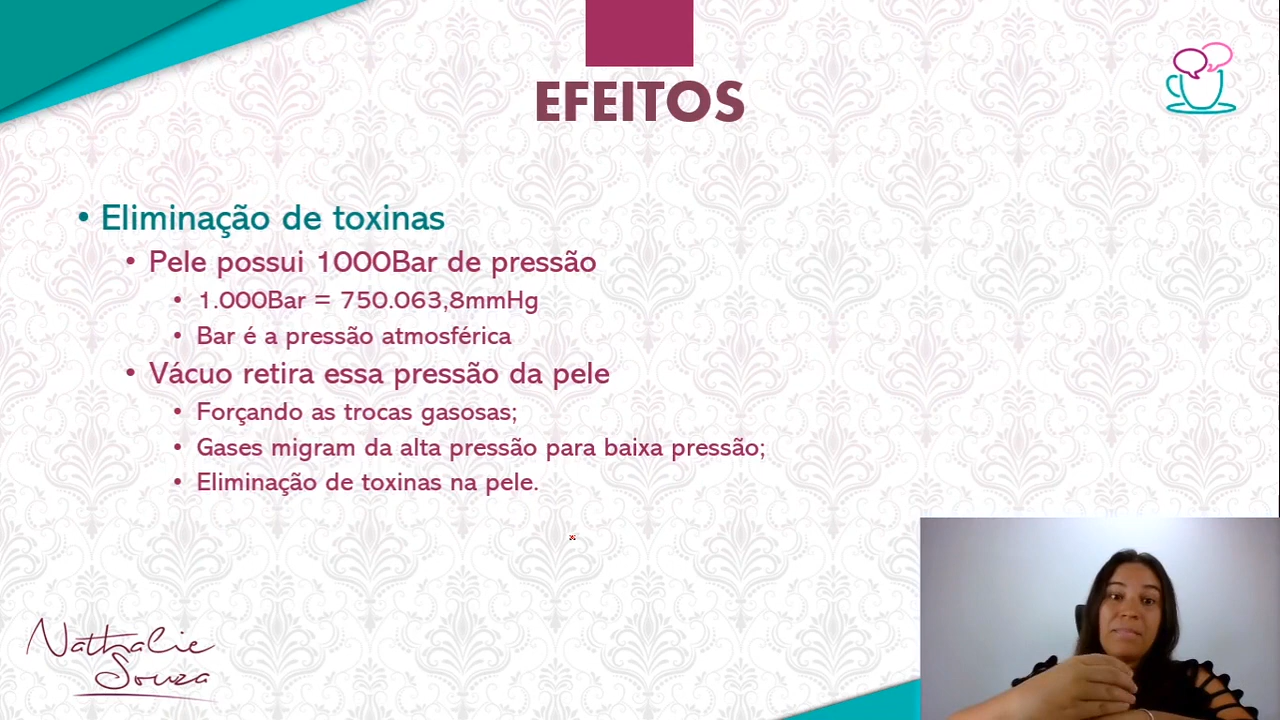 EFEITOS
• Eliminação de toxinas
• Pele possui 1000Bar de pressão
• 1.000Bar = 750.063,8mmHg
• Bar é a pressão atmosférica
• Vácuo retira essa pressão da pele
• Forçando as trocas gasosas;
• Gases migram da alta pressão para baixa pressão;
• Eliminação de toxinas na pele.
Nathalie
Souza